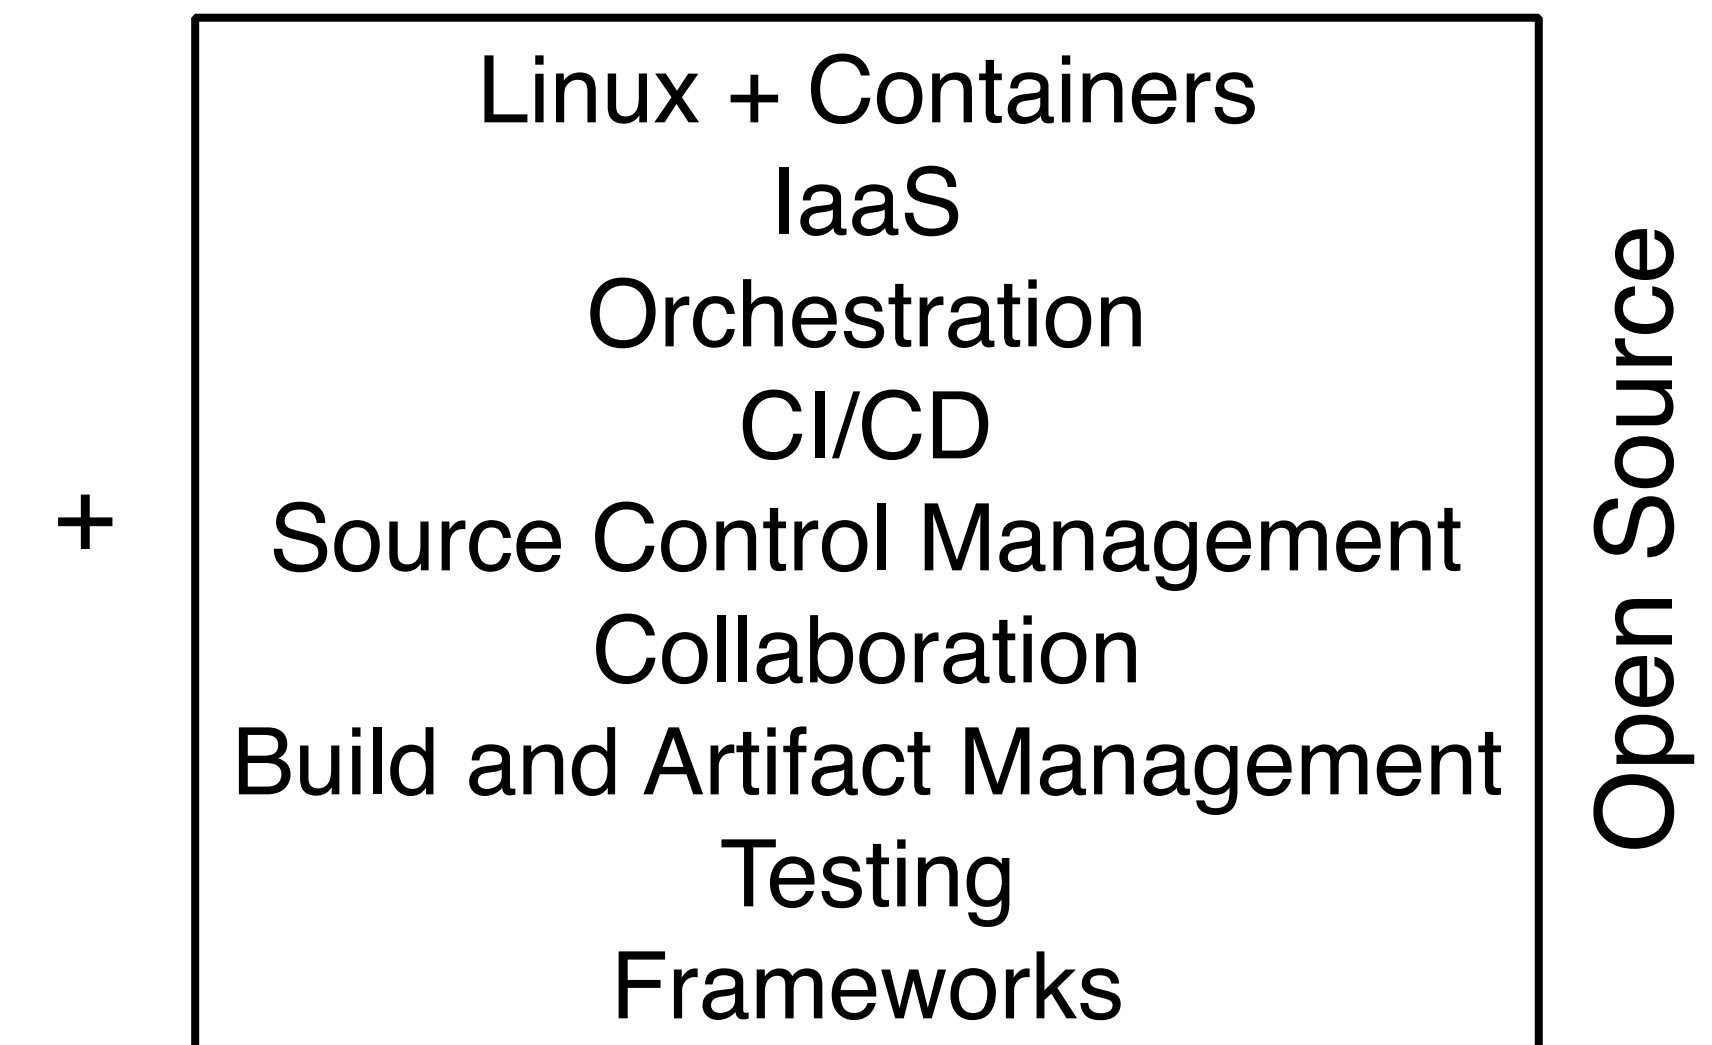 Linux + Containers
IaaS
Orchestration
CI/CD
+
Source Control Management
Collaboration
Build and Artifact Management
Testing
Frameworks
Open Source